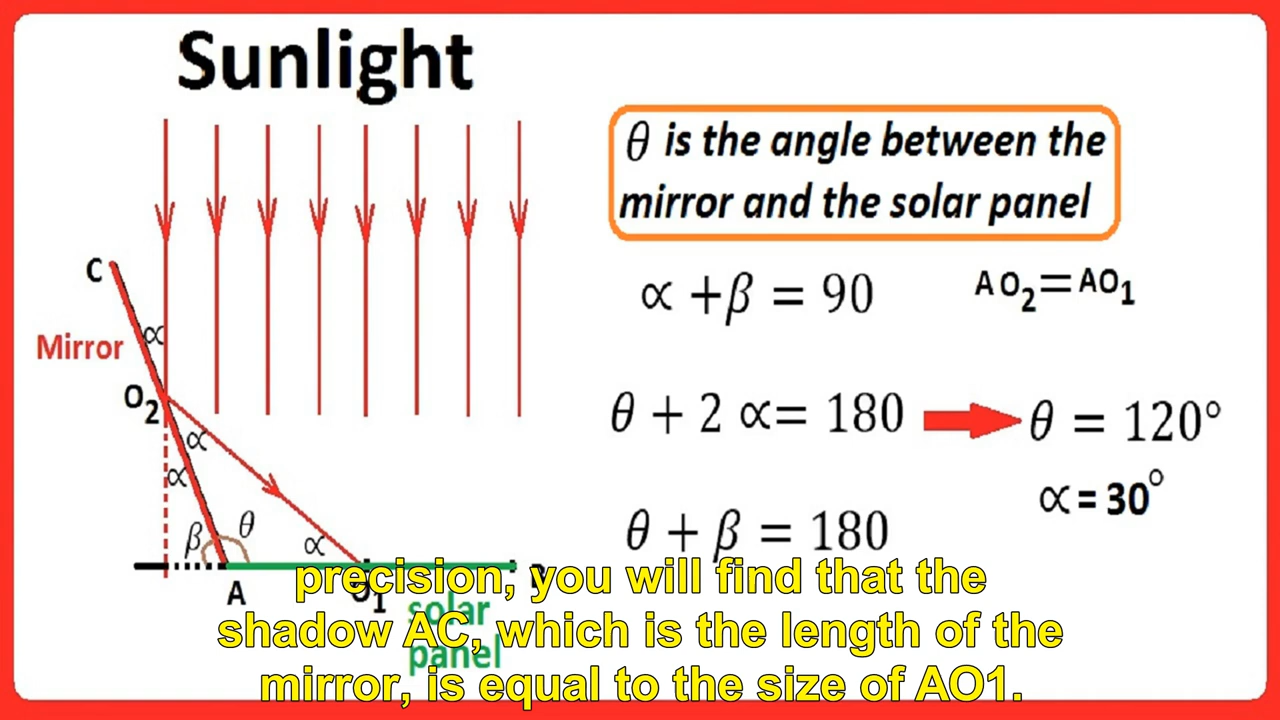 Sunlight
θ is the angle between the
mirror and the solar panel
∝ +β = 90
AO₂=AO₁
C
∝
Mirror
O₂
θ + 2 ∝= 180
θ = 120°
∝
∝
∝ = 30°
β
θ
∝
θ + β = 180
A
O₁
solar
panel
precision, you will find that the
shadow AC, which is the length of the
mirror, is equal to the size of AO1.